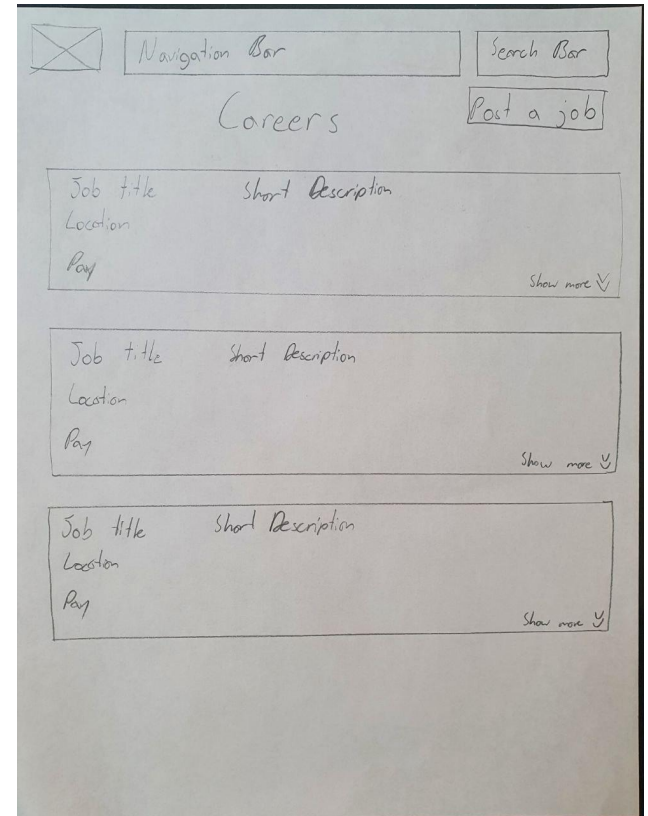 Navigation Bar
Search Bar
Careers
Post a job
Job title Short Description
Location
Pay
Show more
Job title Short Description
Location
Pay
Show more
Job title Short Description
Location
Pay
Show more